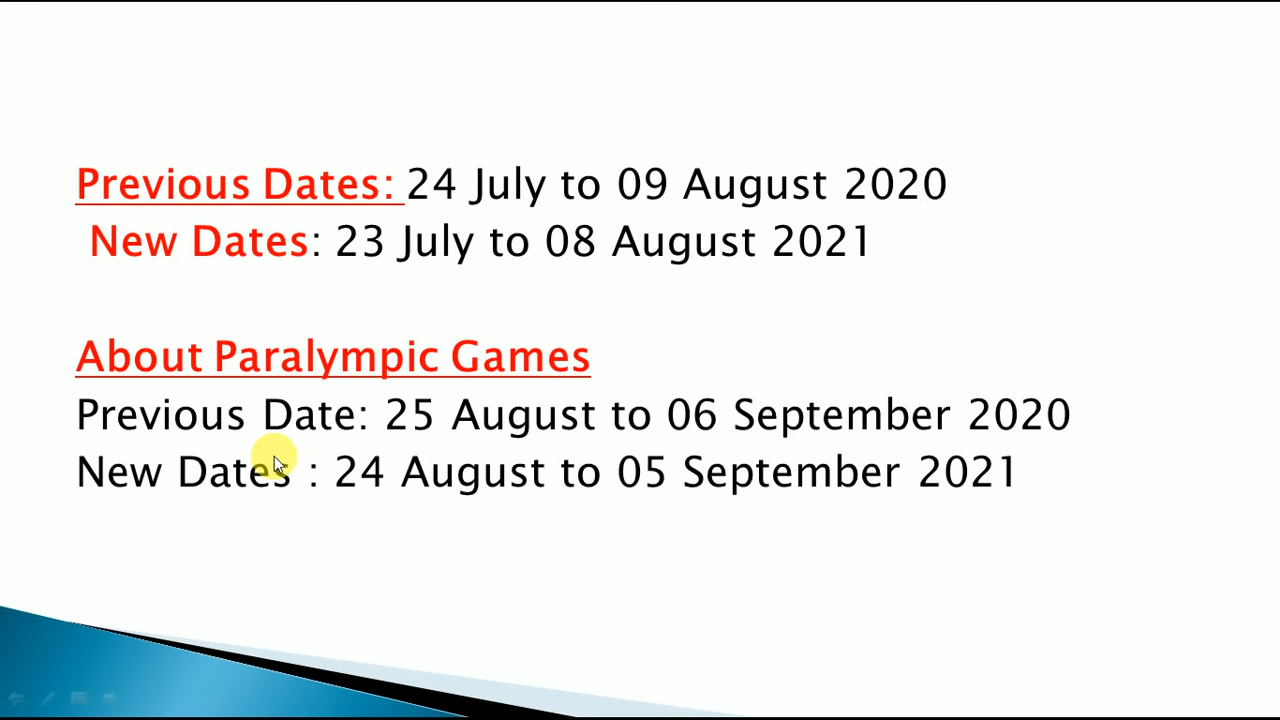 Previous Dates: 24 July to 09 August 2020
New Dates: 23 July to 08 August 2021
About Paralympic Games
Previous Date: 25 August to 06 September 2020
New Dates : 24 August to 05 September 2021